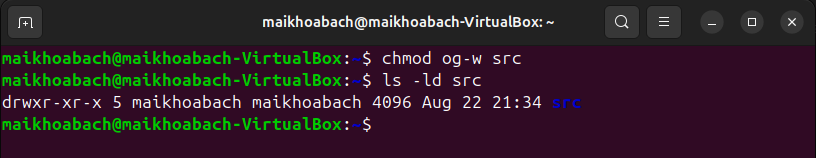 maikhoabach@maikhoabach-VirtualBox: ~
maikhoabach@maikhoabach-VirtualBox:~$ chmod og-w src
maikhoabach@maikhoabach-VirtualBox:~$ ls -ld src
drwxr-xr-x 5 maikhoabach maikhoabach 4096 Aug 22 21:34 src
maikhoabach@maikhoabach-VirtualBox:~$